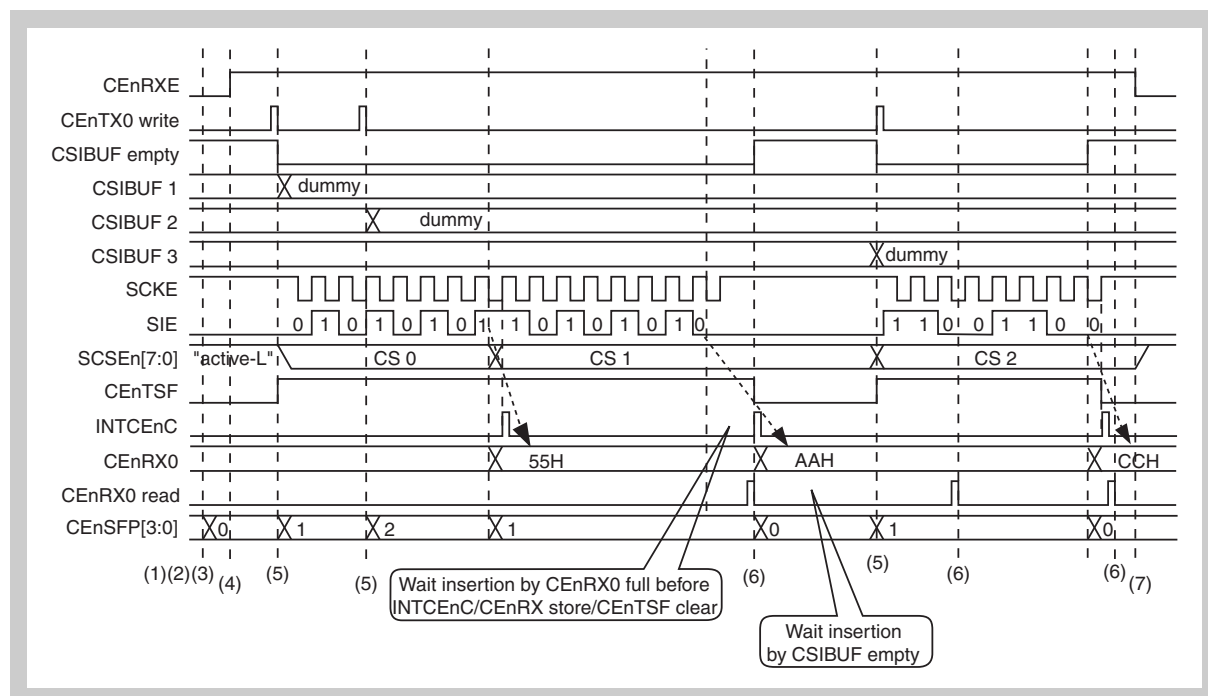 CEnRXE
CEnTX0 write
CSIBUF empty
CSIBUF 1 dummy
CSIBUF 2 dummy
CSIBUF 3 dummy
SCKE
SIE 0 1 0 1 0 1 0 1 1 0 1 0 1 0 1 0 1 1 0 0 1 1 0 0
SCSEn[7:0] "active-L" CS 0 CS 1 CS 2
CEnTSF
INTCEnC
CEnRX0 55H AAH CCH
CEnRX0 read
CEnSFP[3:0] 0 1 2 1 0 1 0
(1)(2)(3) (4) (5) (5) (6) (5) (6) (6) (7)
Wait insertion by CEnRX0 full before
INTCEnC/CEnRX store/CEnTSF clear
Wait insertion
by CSIBUF empty